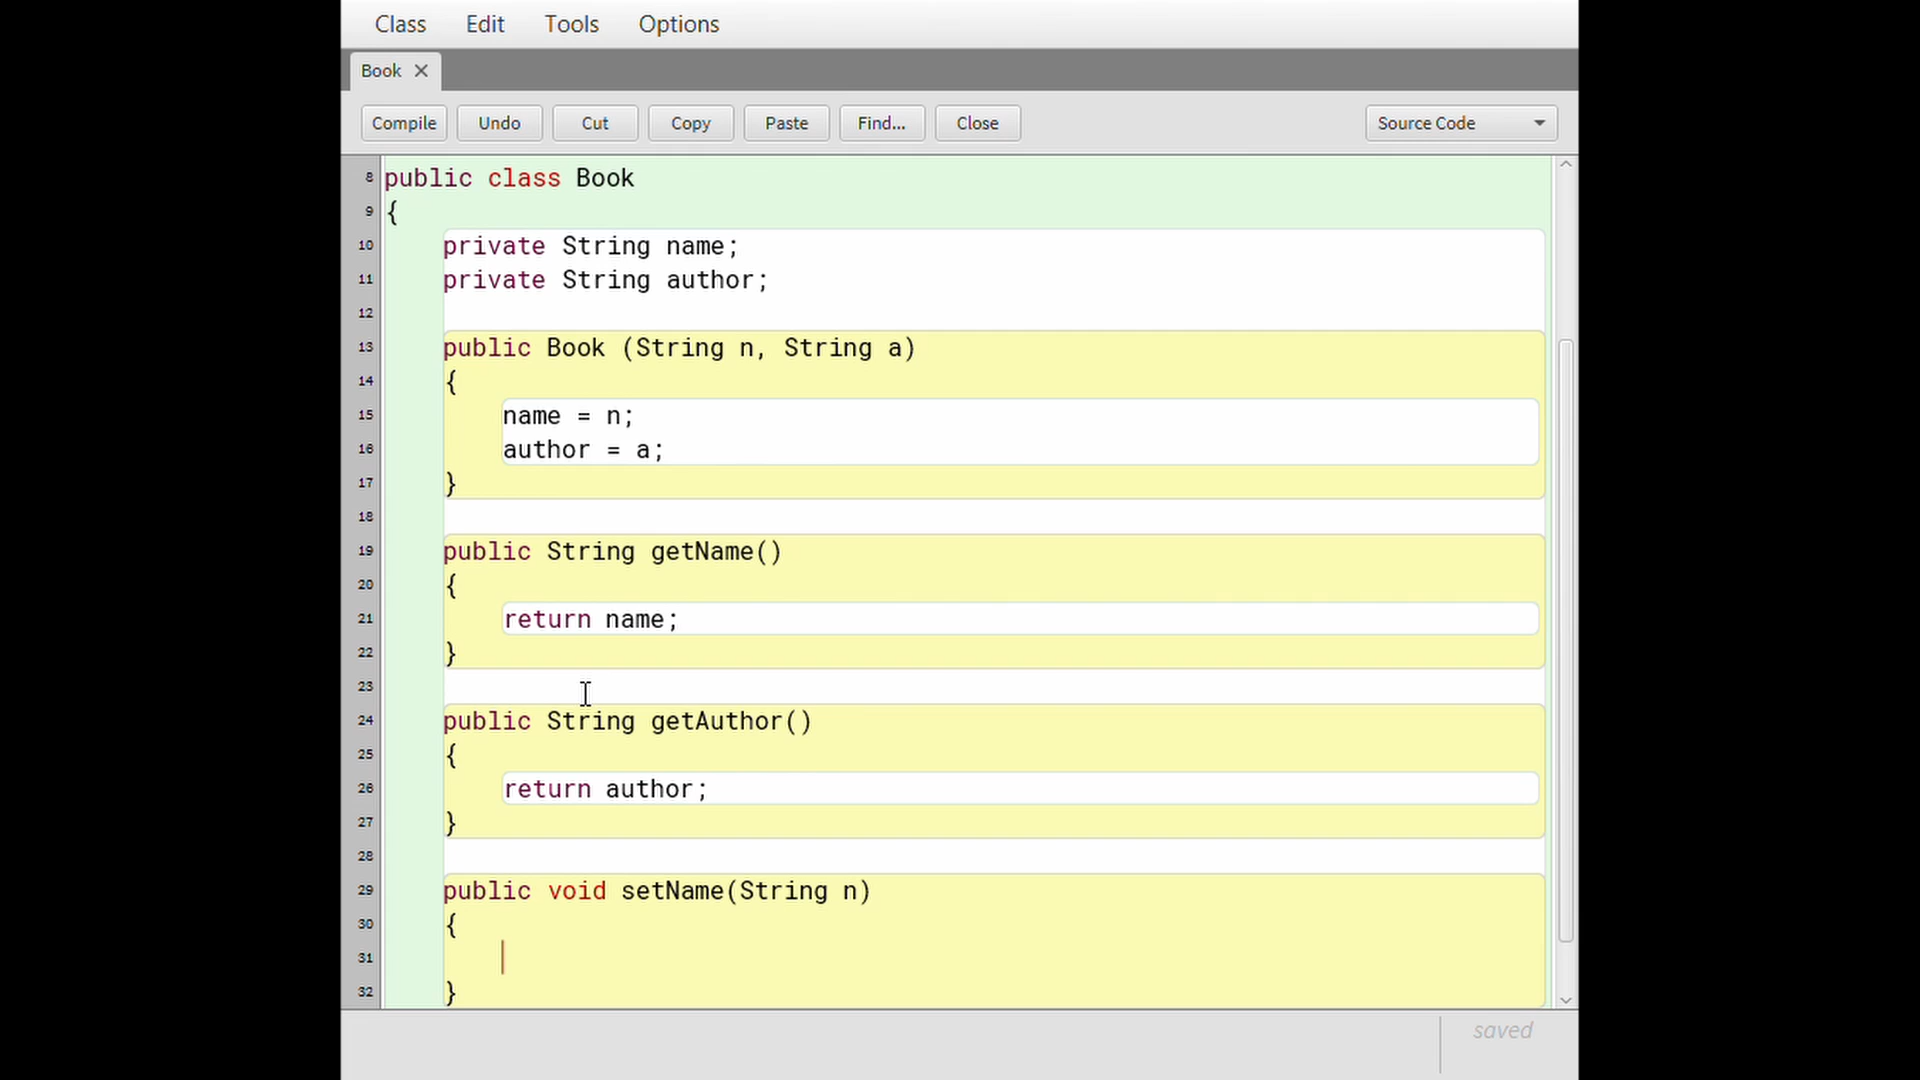 Class Edit Tools Options
Book
Compile Undo Cut Copy Paste Find... Close Source Code
8 public class Book
9 {
10 private String name;
11 private String author;
12
13 public Book (String n, String a)
14 {
15 name = n;
16 author = a;
17 }
18
19 public String getName()
20 {
21 return name;
22 }
23
24 public String getAuthor()
25 {
26 return author;
27 }
28
29 public void setName(String n)
30 {
31
32 }
saved